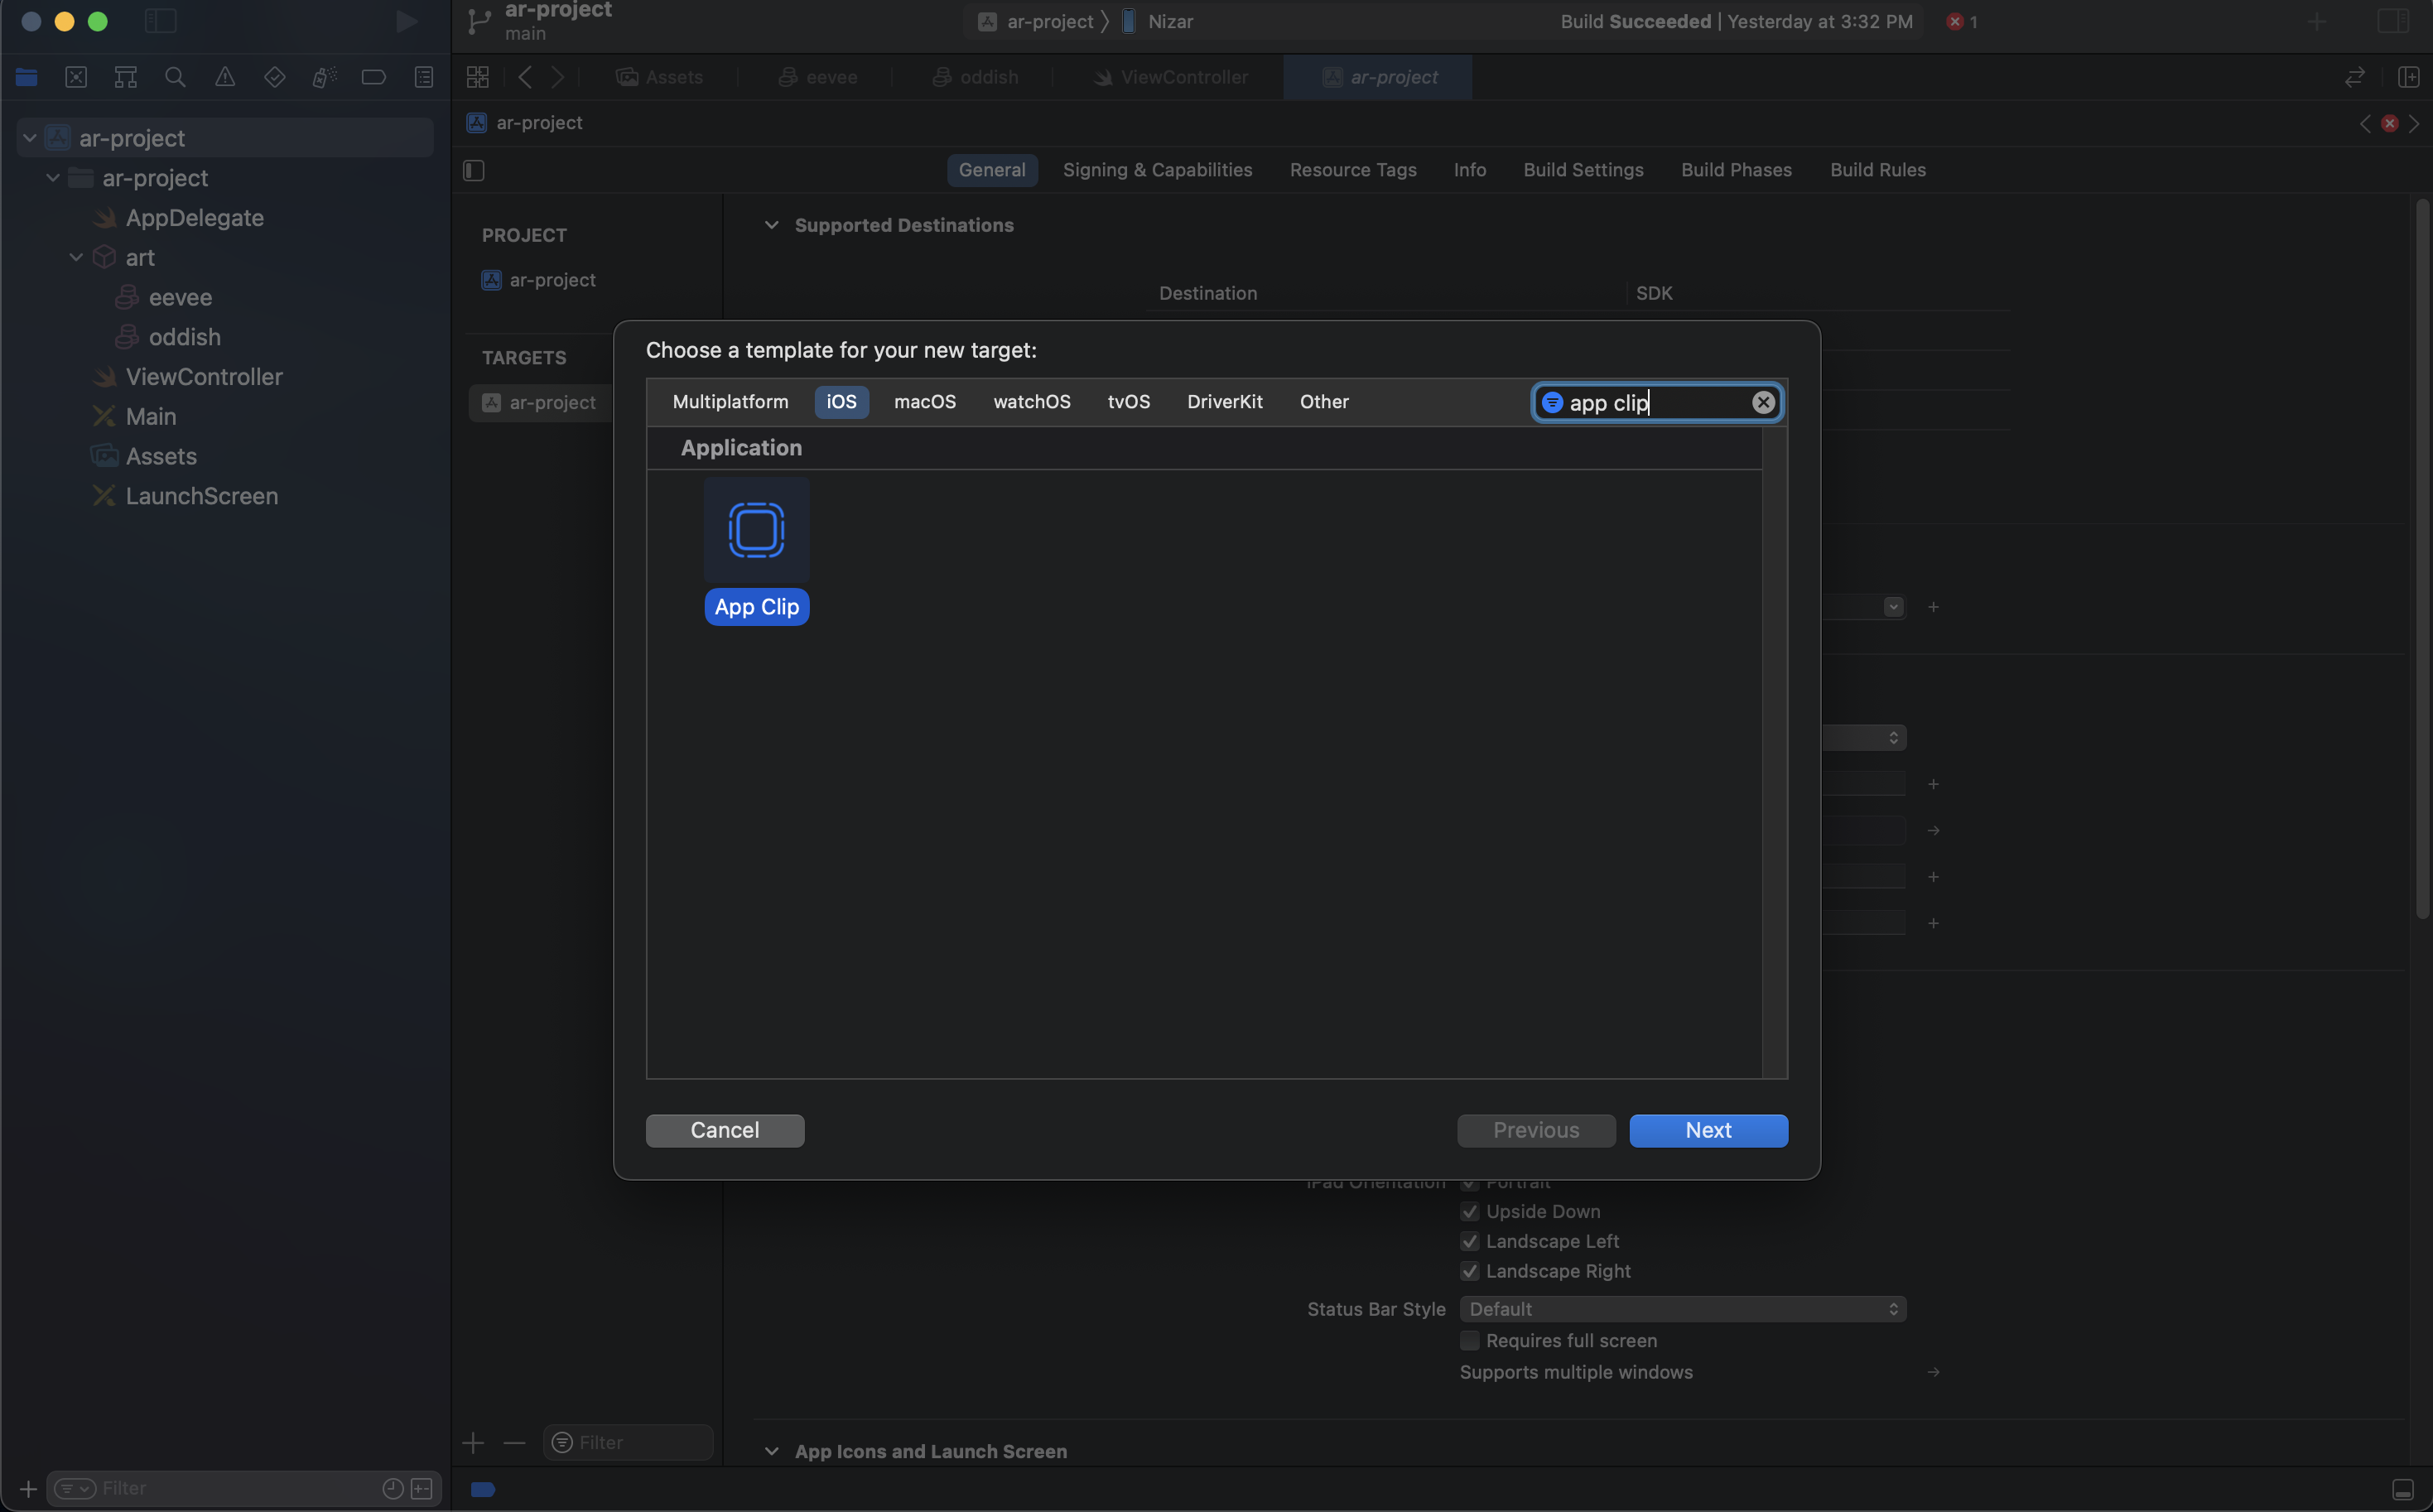 ar-project
main
ar-project 〉 Nizar
Build Succeeded | Yesterday at 3:32 PM
1
Assets
eevee
oddish
ViewController
ar-project
ar-project
ar-project
AppDelegate
art
eevee
oddish
ViewController
Main
Assets
LaunchScreen
Filter
ar-project
General
Signing & Capabilities
Resource Tags
Info
Build Settings
Build Phases
Build Rules
PROJECT
ar-project
TARGETS
ar-project
Filter
Supported Destinations
Destination
SDK
Choose a template for your new target:
Multiplatform
iOS
macOS
watchOS
tvOS
DriverKit
Other
app clip
Application
App Clip
Cancel
Previous
Next
iPad Orientation
Portrait
Upside Down
Landscape Left
Landscape Right
Status Bar Style
Default
Requires full screen
Supports multiple windows
App Icons and Launch Screen